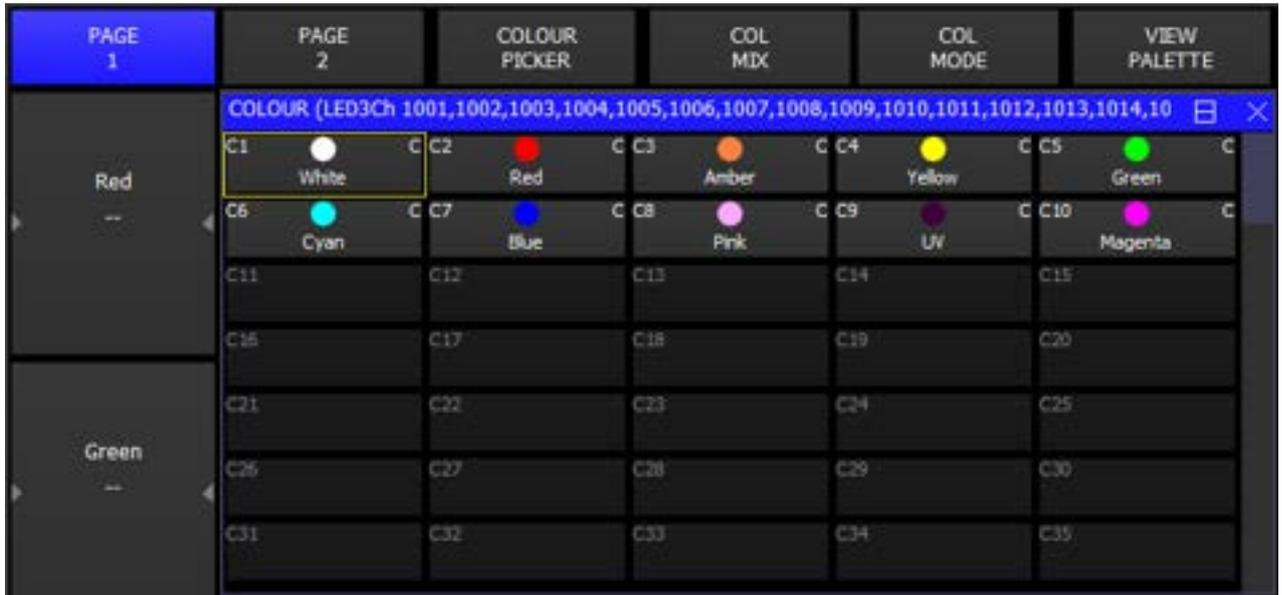 PAGE 1
PAGE 2
COLOUR PICKER
COL MIX
COL MODE
VIEW PALETTE
COLOUR (LED3Ch 1001,1002,1003,1004,1005,1006,1007,1008,1009,1010,1011,1012,1013,1014,10
Red
--
Green
--
C1 C White
C2 C Red
C3 C Amber
C4 C Yellow
C5 C Green
C6 C Cyan
C7 C Blue
C8 C Pink
C9 C UV
C10 C Magenta
C11 C12 C13 C14 C15
C16 C17 C18 C19 C20
C21 C22 C23 C24 C25
C26 C27 C28 C29 C30
C31 C32 C33 C34 C35